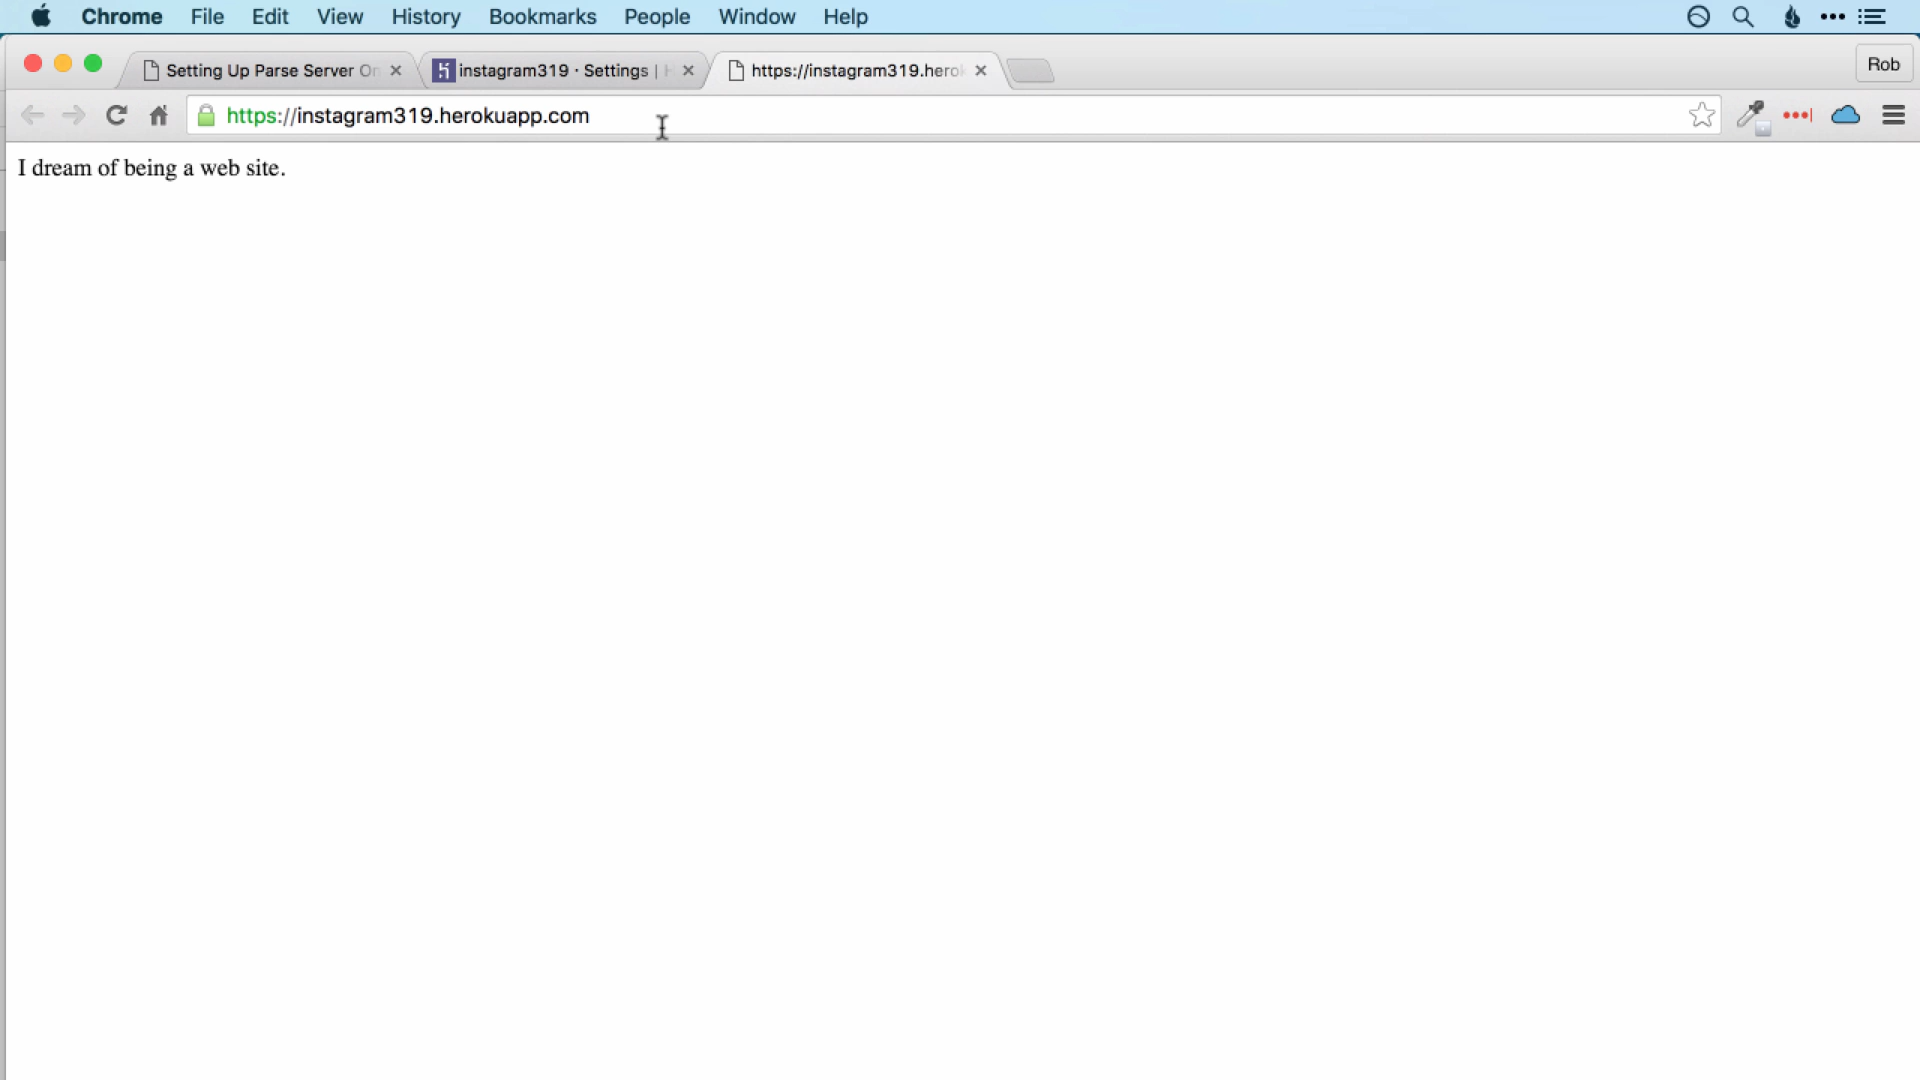 Chrome File Edit View History Bookmarks People Window Help
Setting Up Parse Server On
instagram319 · Settings |
https://instagram319.hero
Rob
https://instagram319.herokuapp.com
I dream of being a web site.